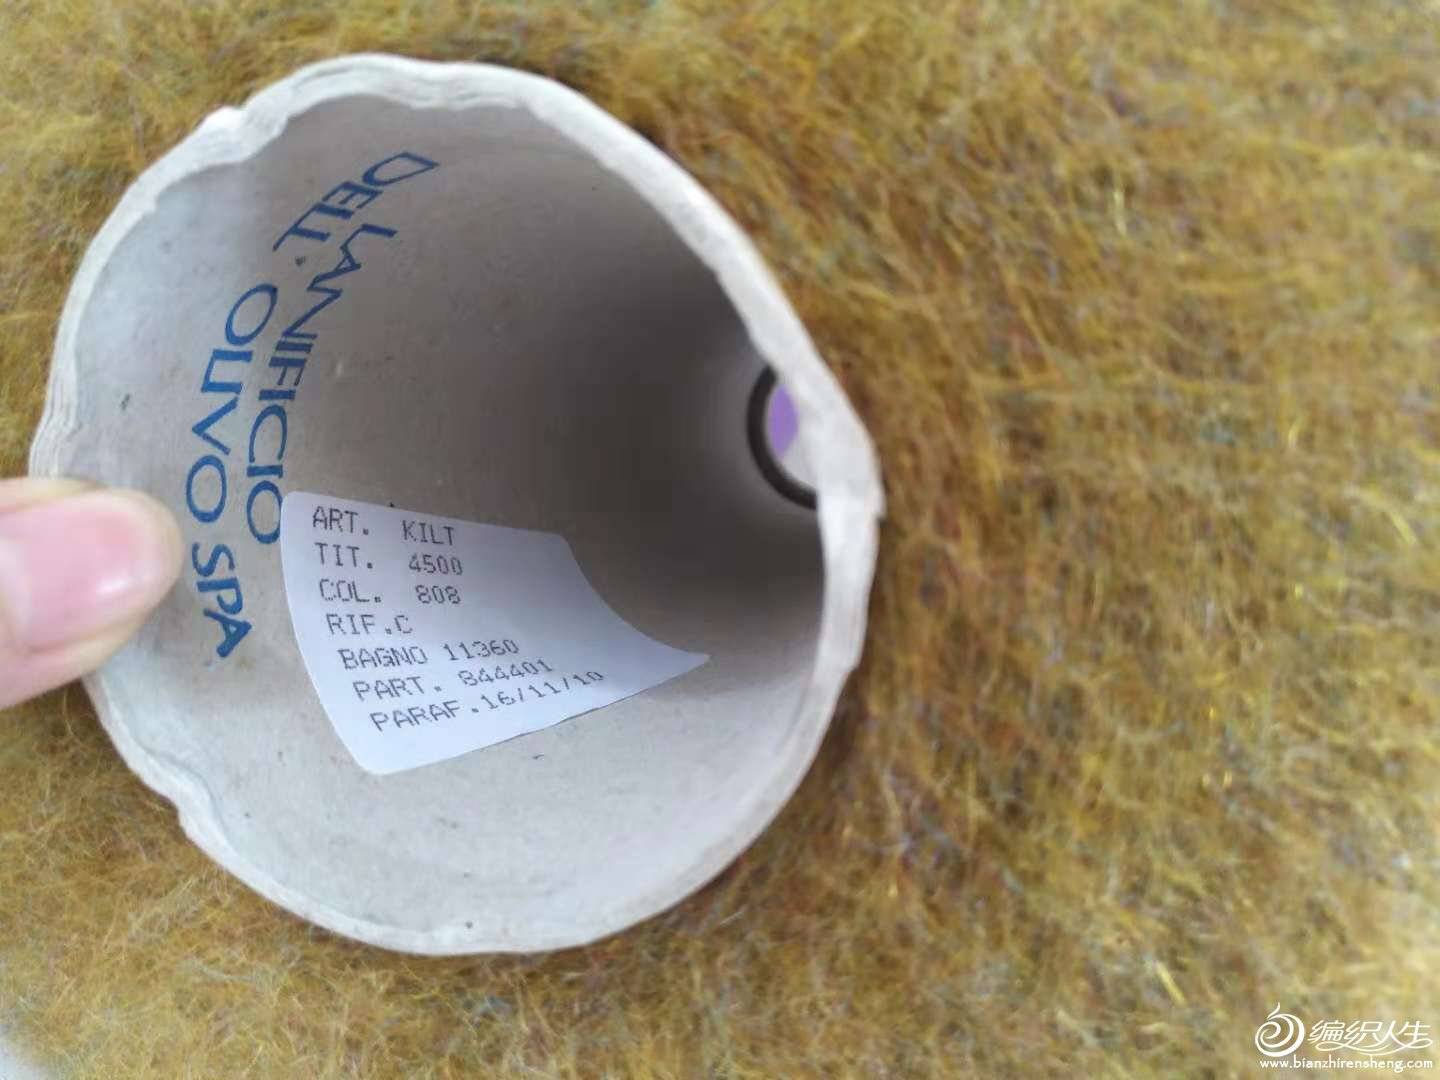 LANIFICIO
DELL'OLIVO SPA
ART. KILT
TIT. 4500
COL. 808
RIF.C
BAGNO 11360
PART. 844401
PARAF.16/11/10
编织人生
www.bianzhirensheng.com